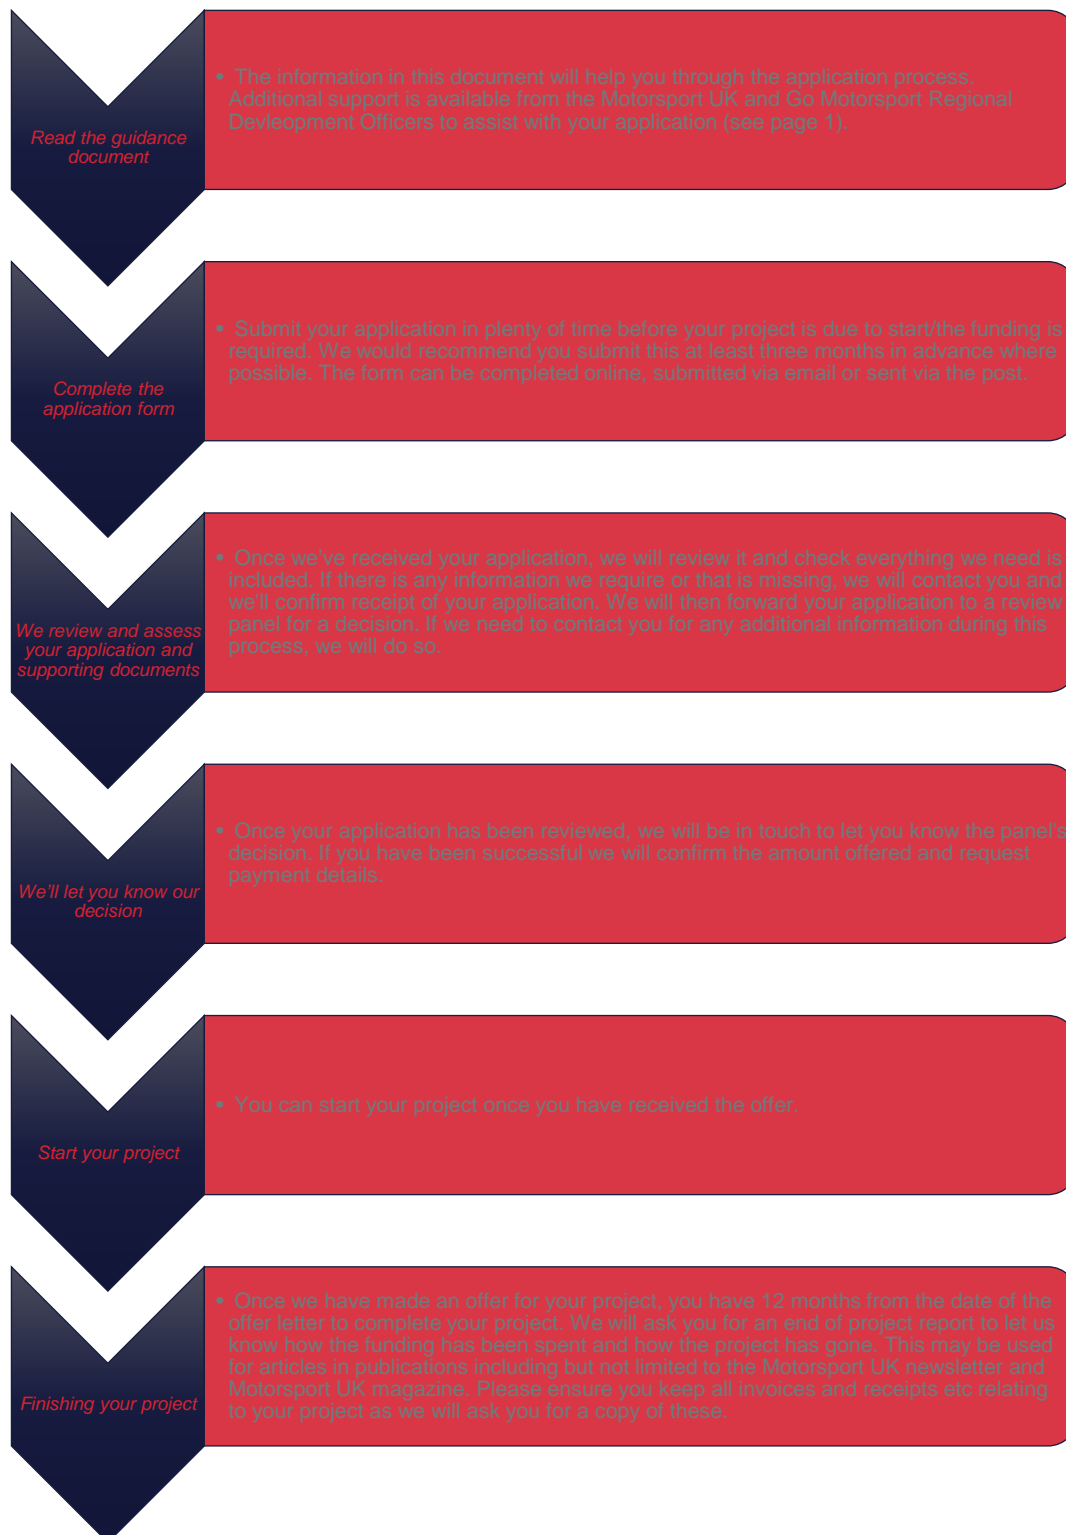 Read the guidance
document
• The information in this document will help you through the application process.
Additional support is available from the Motorsport UK and Go Motorsport Regional
Devleopment Officers to assist with your application (see page 1).
Complete the
application form
• Submit your application in plenty of time before your project is due to start/the funding is
required. We would recommend you submit this at least three months in advance where
possible. The form can be completed online, submitted via email or sent via the post.
We review and assess
your application and
supporting documents
• Once we've received your application, we will review it and check everything we need is
included. If there is any information we require or that is missing, we will contact you and
we'll confirm receipt of your application. We will then forward your application to a review
panel for a decision. If we need to contact you for any additional information during this
process, we will do so.
We'll let you know our
decision
• Once your application has been reviewed, we will be in touch to let you know the panel's
decision. If you have been successful we will confirm the amount offered and request
payment details.
Start your project
• You can start your project once you have received the offer.
Finishing your project
• Once we have made an offer for your project, you have 12 months from the date of the
offer letter to complete your project. We will ask you for an end of project report to let us
know how the funding has been spent and how the project has gone. This may be used
for articles in publications including but not limited to the Motorsport UK newsletter and
Motorsport UK magazine. Please ensure you keep all invoices and receipts etc relating
to your project as we will ask you for a copy of these.